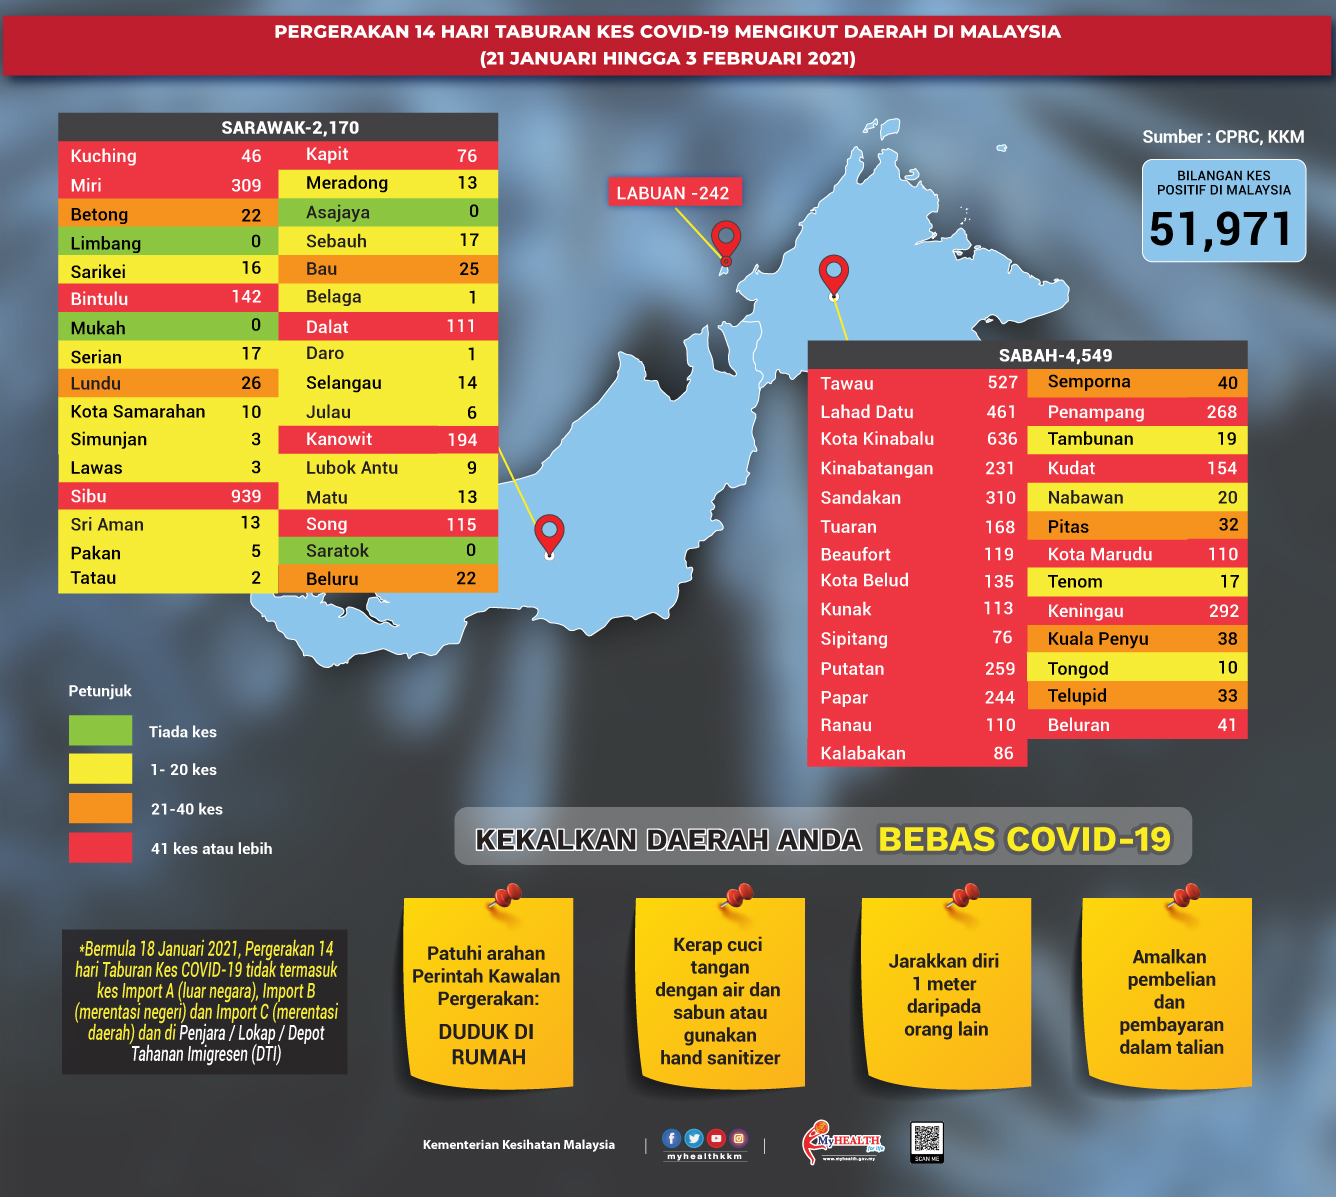 PERGERAKAN 14 HARI TABURAN KES COVID-19 MENGIKUT DAERAH DI MALAYSIA
(21 JANUARI HINGGA 3 FEBRUARI 2021)
SARAWAK-2,170
Kuching 46 Kapit 76
Miri 309 Meradong 13
Betong 22 Asajaya 0
Limbang 0 Sebauh 17
Sarikei 16 Bau 25
Bintulu 142 Belaga 1
Mukah 0 Dalat 111
Serian 17 Daro 1
Lundu 26 Selangau 14
Kota Samarahan 10 Julau 6
Simunjan 3 Kanowit 194
Lawas 3 Lubok Antu 9
Sibu 939 Matu 13
Sri Aman 13 Song 115
Pakan 5 Saratok 0
Tatau 2 Beluru 22
LABUAN -242
Sumber : CPRC, KKM
BILANGAN KES
POSITIF DI MALAYSIA
51,971
SABAH-4,549
Tawau 527 Semporna 40
Lahad Datu 461 Penampang 268
Kota Kinabalu 636 Tambunan 19
Kinabatangan 231 Kudat 154
Sandakan 310 Nabawan 20
Tuaran 168 Pitas 32
Beaufort 119 Kota Marudu 110
Kota Belud 135 Tenom 17
Kunak 113 Keningau 292
Sipitang 76 Kuala Penyu 38
Putatan 259 Tongod 10
Papar 244 Telupid 33
Ranau 110 Beluran 41
Kalabakan 86
Petunjuk
Tiada kes
1- 20 kes
21-40 kes
41 kes atau lebih
KEKALKAN DAERAH ANDA BEBAS COVID-19
*Bermula 18 Januari 2021, Pergerakan 14
hari Taburan Kes COVID-19 tidak termasuk
kes Import A (luar negara), Import B
(merentasi negeri) dan Import C (merentasi
daerah) dan di Penjara / Lokap / Depot
Tahanan Imigresen (DTI)
Patuhi arahan
Perintah Kawalan
Pergerakan:
DUDUK DI
RUMAH
Kerap cuci
tangan
dengan air dan
sabun atau
gunakan
hand sanitizer
Jarakkan diri
1 meter
daripada
orang lain
Amalkan
pembelian
dan
pembayaran
dalam talian
Kementerian Kesihatan Malaysia
myhealthkkm
MyHEALTH
for life
www.myhealth.gov.my
SCAN ME